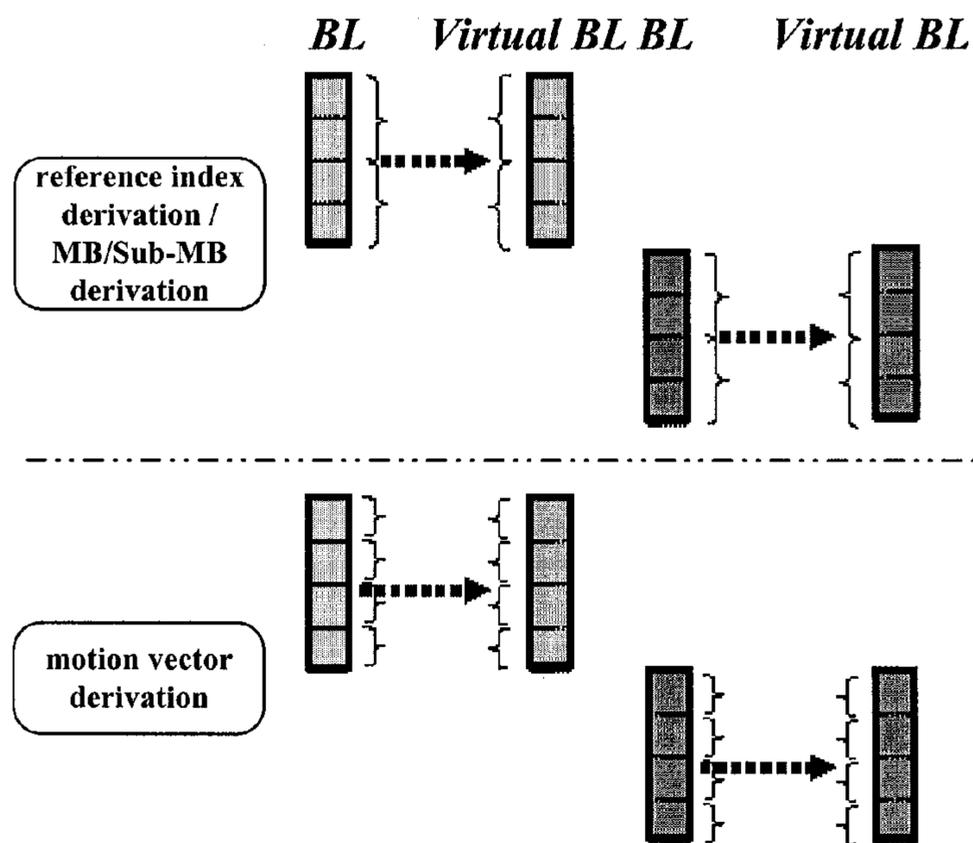 BL Virtual BL BL Virtual BL
reference index
derivation /
MB/Sub-MB
derivation
motion vector
derivation